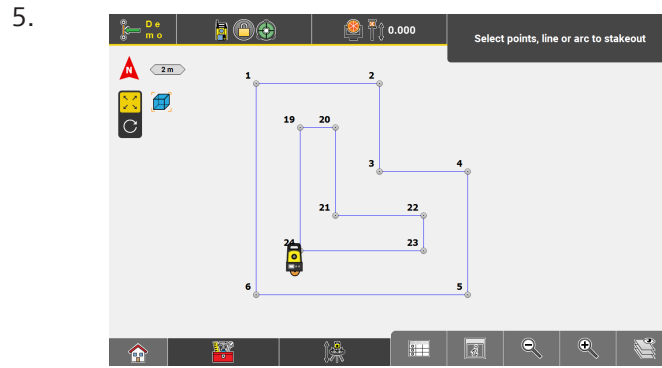 5.
De
mo
0.000
Select points, line or arc to stakeout
N
2 m
1 2
19 20
3 4
21 22
24 23
6 5